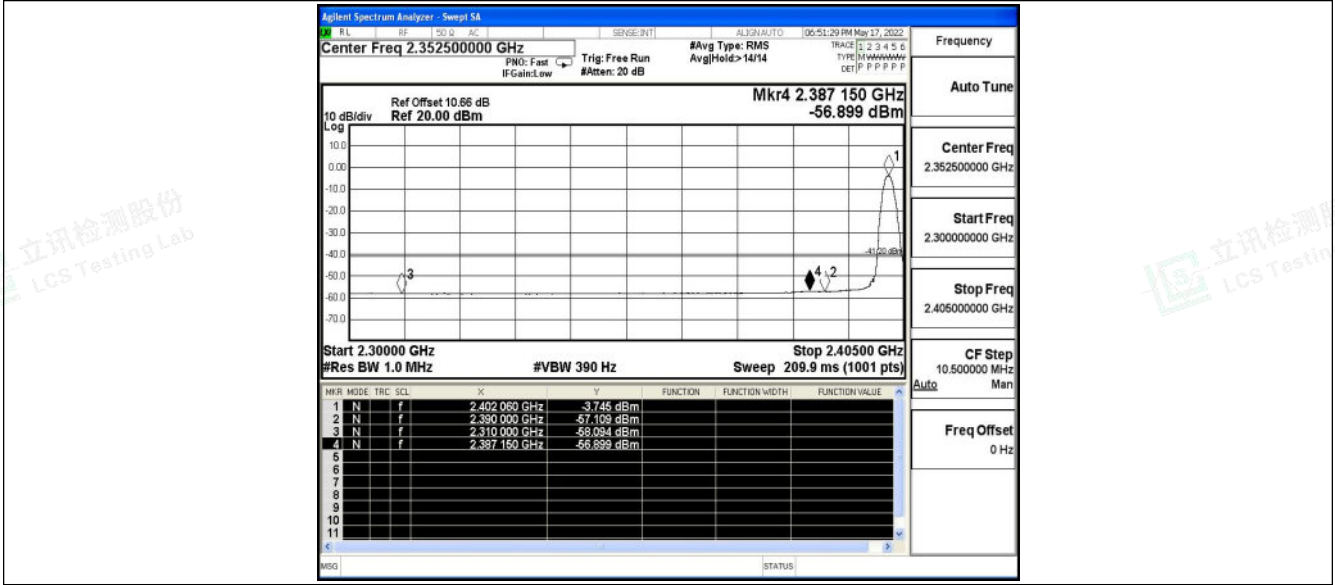 Agilent Spectrum Analyzer - Swept SA
RL RF 50 Ω AC SENSE:INT ALIGNAUTO 06:51:29 PM May 17, 2022
Center Freq 2.352500000 GHz
PNO: Fast
IFGain:Low
Trig: Free Run
#Atten: 20 dB
#Avg Type: RMS
Avg|Hold:>14/14
TRACE 1 2 3 4 5 6
TYPE M WWWWW
DET P P P P P P
Mkr4 2.387 150 GHz
-56.899 dBm
Ref Offset 10.66 dB
10 dB/div Ref 20.00 dBm
Log
10.0
0.00
-10.0
-20.0
-30.0
-40.0
-50.0
-60.0
-70.0
1
-41.20 dBm
3
4 2
Start 2.30000 GHz Stop 2.40500 GHz
#Res BW 1.0 MHz #VBW 390 Hz Sweep 209.9 ms (1001 pts)
MKR MODE TRC SCL X Y FUNCTION FUNCTION WIDTH FUNCTION VALUE
1 N f 2.402 060 GHz -3.745 dBm
2 N f 2.390 000 GHz -57.109 dBm
3 N f 2.310 000 GHz -58.094 dBm
4 N f 2.387 150 GHz -56.899 dBm
5
6
7
8
9
10
11
MSG STATUS
Frequency
Auto Tune
Center Freq
2.352500000 GHz
Start Freq
2.300000000 GHz
Stop Freq
2.405000000 GHz
CF Step
10.500000 MHz
Auto Man
Freq Offset
0 Hz
立讯检测股份
LCS Testing Lab
立讯检测
LCS Testin